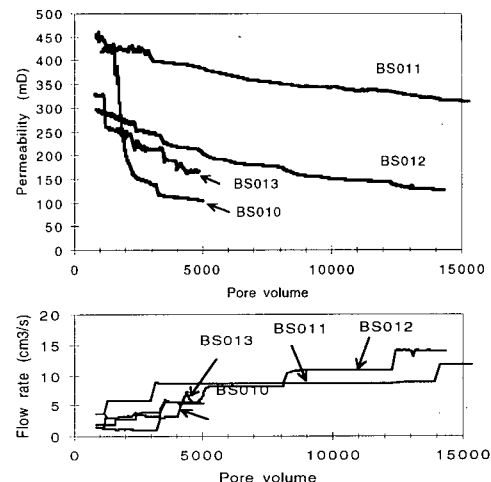 500
450
400
350
300
250
200
150
100
50
0
Permeability (mD)
BS011
BS012
BS013
BS010
0
5000
10000
15000
Pore volume
20
15
10
5
0
Flow rate (cm3/s)
BS013
BS011
BS012
BS010
0
5000
10000
15000
Pore volume